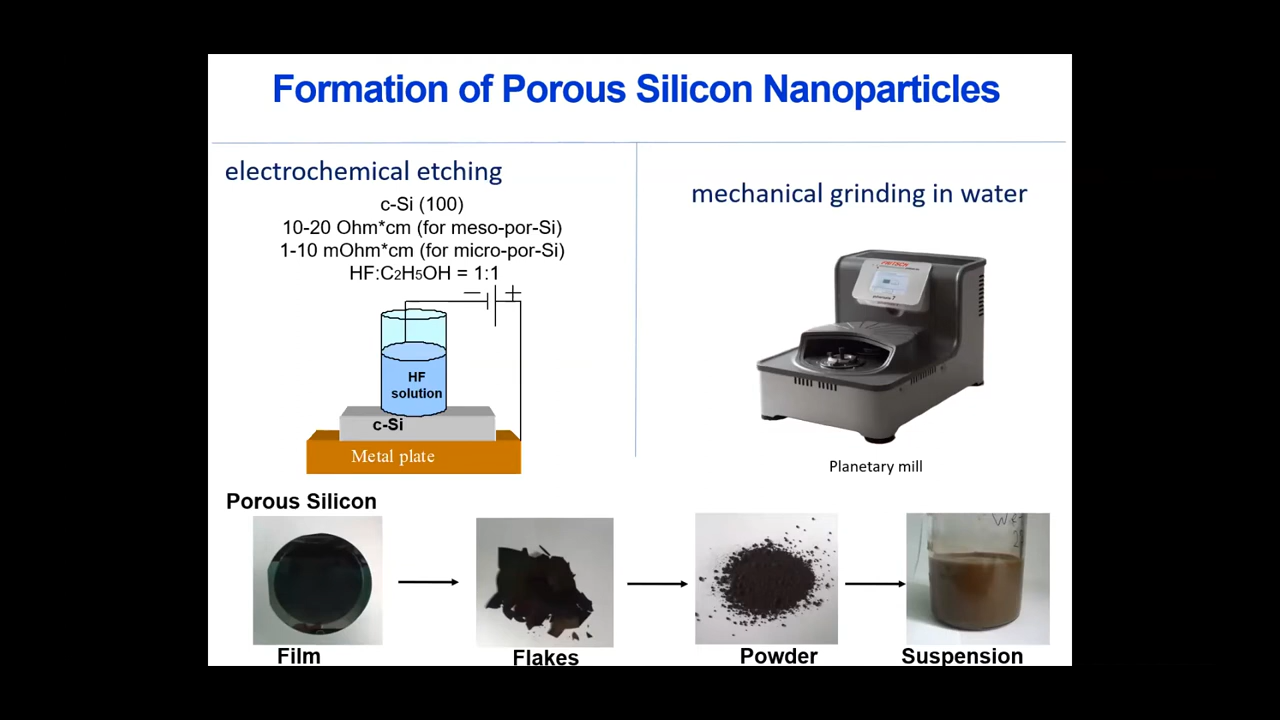 Formation of Porous Silicon Nanoparticles
electrochemical etching
c-Si (100)
10-20 Ohm*cm (for meso-por-Si)
1-10 mOhm*cm (for micro-por-Si)
HF:C2H5OH = 1:1
− +
HF
solution
c-Si
Metal plate
mechanical grinding in water
FRITSCH
Planetary mill
Porous Silicon
Film
Flakes
Powder
Suspension